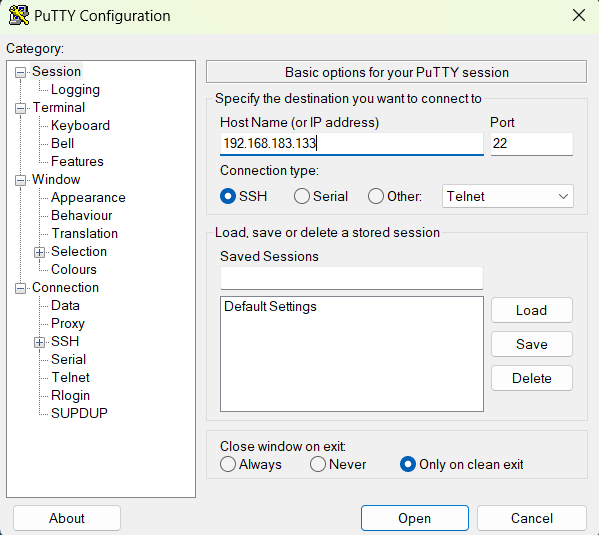 PuTTY Configuration
Category:
Session
Logging
Terminal
Keyboard
Bell
Features
Window
Appearance
Behaviour
Translation
Selection
Colours
Connection
Data
Proxy
SSH
Serial
Telnet
Rlogin
SUPDUP
Basic options for your PuTTY session
Specify the destination you want to connect to
Host Name (or IP address) Port
192.168.183.133 22
Connection type:
SSH Serial Other: Telnet
Load, save or delete a stored session
Saved Sessions
Default Settings
Load
Save
Delete
Close window on exit:
Always Never Only on clean exit
About Open Cancel